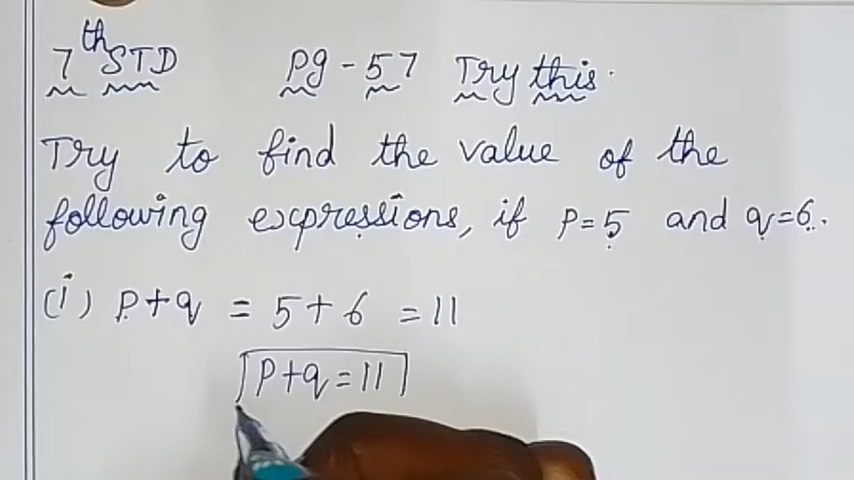 7th STD Pg - 57 Try this.
Try to find the value of the
following expressions, if P=5 and q=6.
(i) P+q = 5+6 = 11
P+q = 11